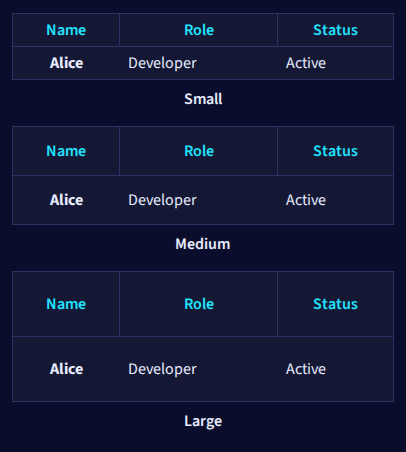 Name Role Status
Alice Developer Active
Small
Name Role Status
Alice Developer Active
Medium
Name Role Status
Alice Developer Active
Large